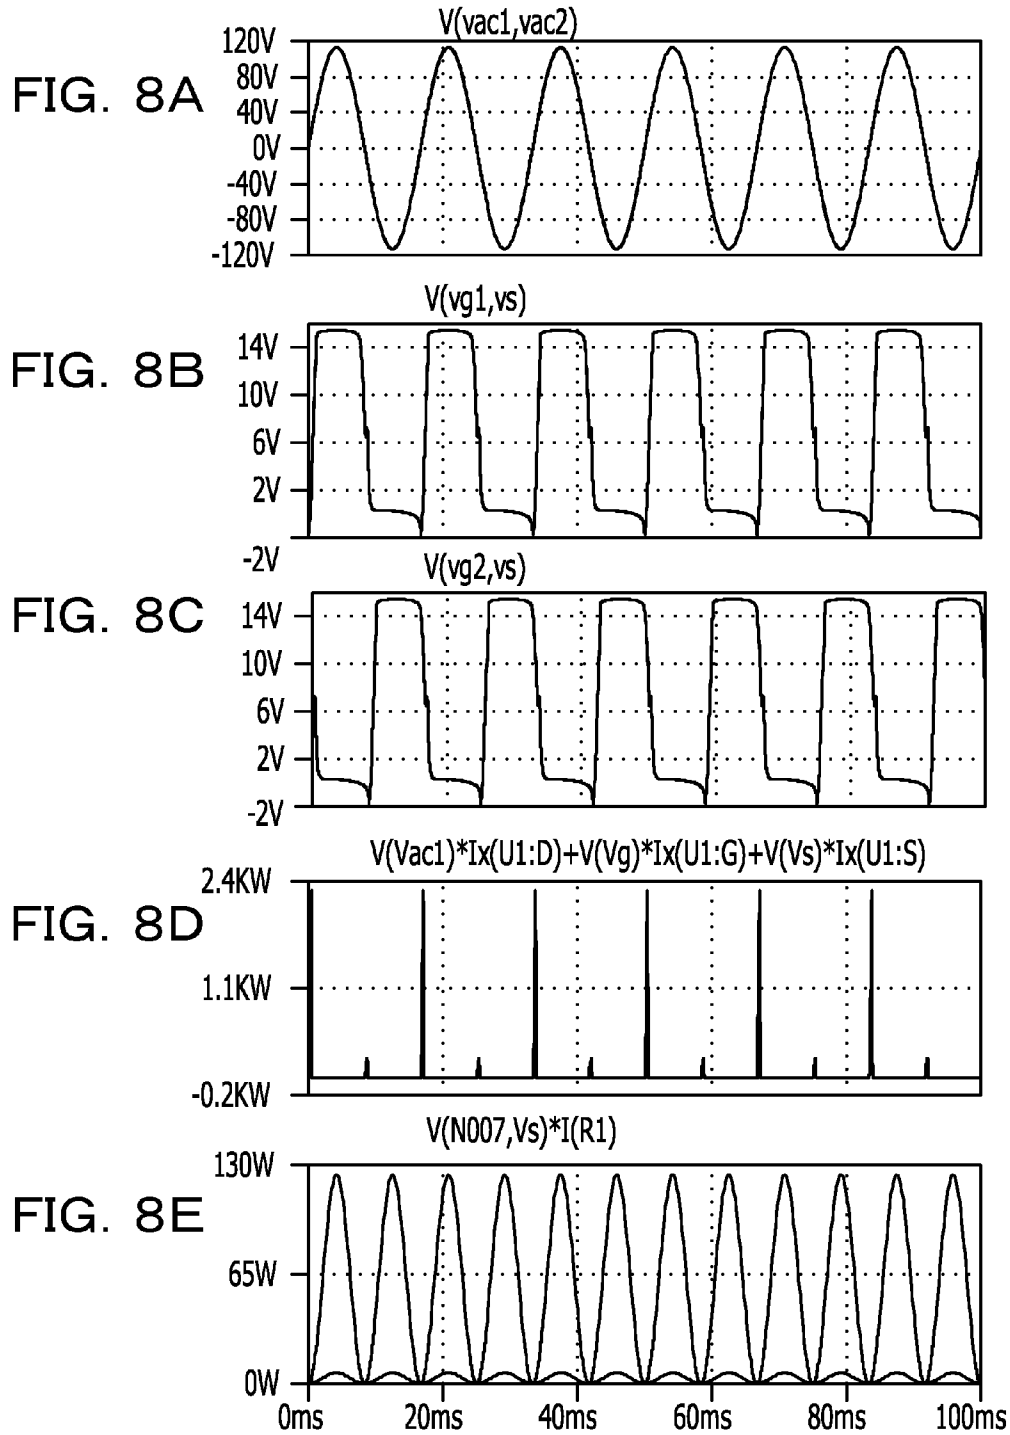 V(vac1,vac2)
FIG. 8A
120V
80V
40V
0V
-40V
-80V
-120V
V(vg1,vs)
FIG. 8B
14V
10V
6V
2V
-2V
V(vg2,vs)
FIG. 8C
14V
10V
6V
2V
-2V
V(Vac1)*Ix(U1:D)+V(Vg)*Ix(U1:G)+V(Vs)*Ix(U1:S)
FIG. 8D
2.4KW
1.1KW
-0.2KW
V(N007,Vs)*I(R1)
FIG. 8E
130W
65W
0W
0ms 20ms 40ms 60ms 80ms 100ms